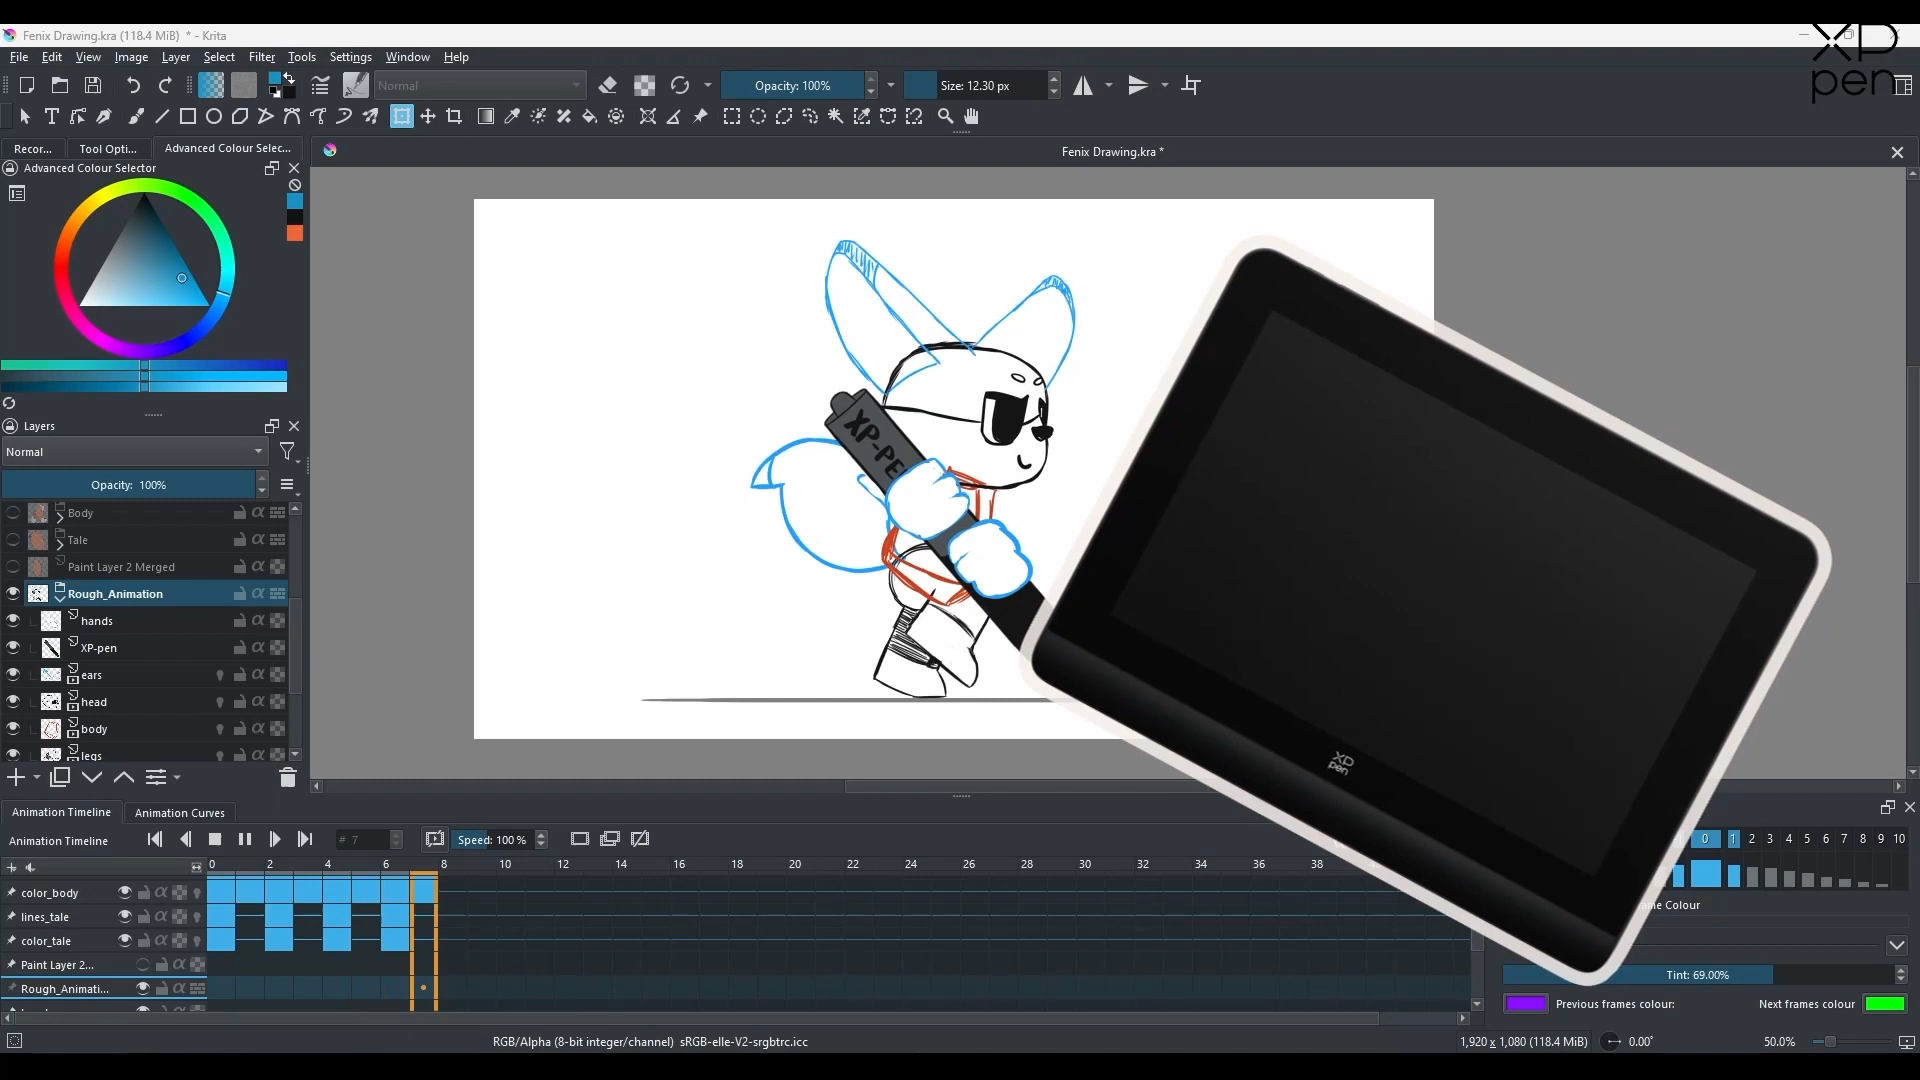 Fenix Drawing.kra (118.4 MiB) * - Krita
XP
pen
File Edit View Image Layer Select Filter Tools Settings Window Help
Normal
Opacity: 100%
Size: 12.30 px
Recor...
Tool Opti...
Advanced Colour Selec...
Fenix Drawing.kra *
Advanced Colour Selector
Layers
Normal
Opacity: 100%
Body
Tale
Paint Layer 2 Merged
Rough_Animation
hands
XP-pen
ears
head
body
legs
XP-PE
XP
pen
Animation Timeline
Animation Curves
Animation Timeline
# 7
Speed: 100 %
0 2 4 6 8 10 12 14 16 18 20 22 24 26 28 30 32 34 36 38
0 1 2 3 4 5 6 7 8 9 10
color_body
lines_tale
color_tale
Paint Layer 2...
Rough_Animati...
me Colour
Tint: 69.00%
Previous frames colour:
Next frames colour
RGB/Alpha (8-bit integer/channel) sRGB-elle-V2-srgbtrc.icc
1,920 x 1,080 (118.4 MiB)
0.00°
50.0%